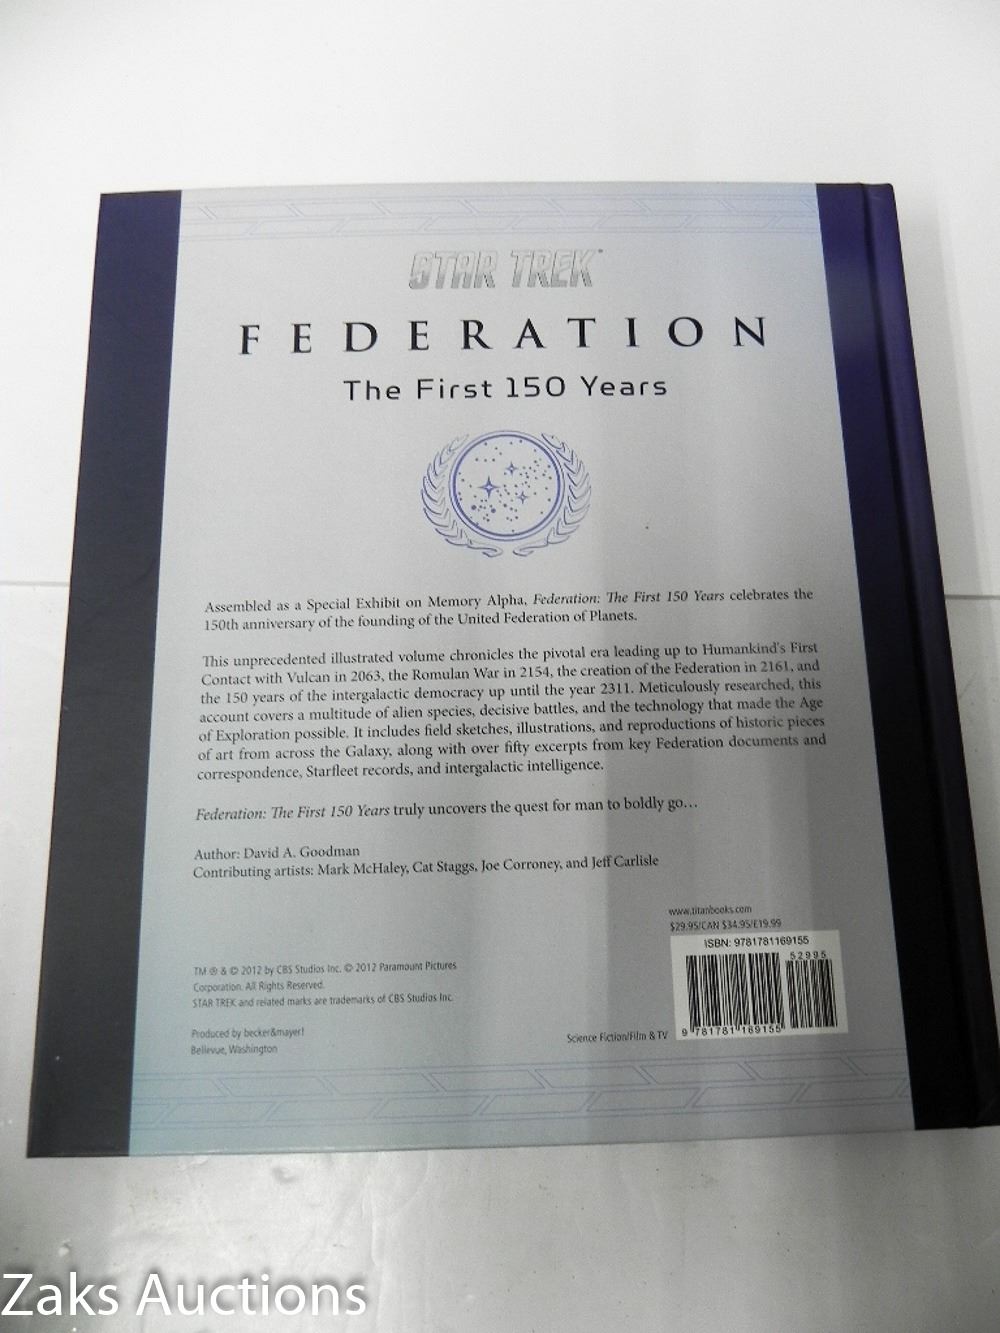 STAR TREK
FEDERATION
The First 150 Years
Assembled as a Special Exhibit on Memory Alpha, Federation: The First 150 Years celebrates the
150th anniversary of the founding of the United Federation of Planets.
This unprecedented illustrated volume chronicles the pivotal era leading up to Humankind's First
Contact with Vulcan in 2063, the Romulan War in 2154, the creation of the Federation in 2161, and
the 150 years of the intergalactic democracy up until the year 2311. Meticulously researched, this
account covers a multitude of alien species, decisive battles, and the technology that made the Age
of Exploration possible. It includes field sketches, illustrations, and reproductions of historic pieces
of art from across the Galaxy, along with over fifty excerpts from key Federation documents and
correspondence, Starfleet records, and intergalactic intelligence.
Federation: The First 150 Years truly uncovers the quest for man to boldly go…
Author: David A. Goodman
Contributing artists: Mark McHaley, Cat Staggs, Joe Corroney, and Jeff Carlisle
www.titanbooks.com
$29.95/CAN $34.95/£19.99
ISBN: 9781781169155
52995
9 781781 169155
TM ® & © 2012 by CBS Studios Inc. © 2012 Paramount Pictures
Corporation. All Rights Reserved.
STAR TREK and related marks are trademarks of CBS Studios Inc.
Produced by becker&mayer!
Bellevue, Washington
Science Fiction/Film & TV
Zaks Auctions